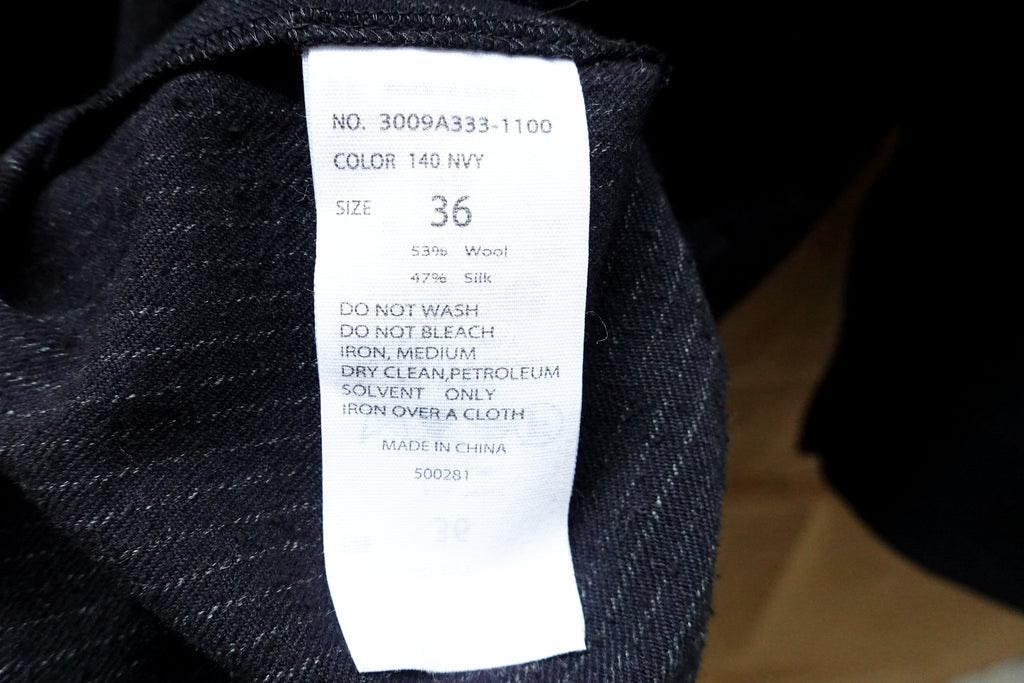 NO. 3009A333-1100
COLOR 140 NVY
SIZE 36
53% Wool
47% Silk
DO NOT WASH
DO NOT BLEACH
IRON, MEDIUM
DRY CLEAN,PETROLEUM
SOLVENT ONLY
IRON OVER A CLOTH
MADE IN CHINA
500281